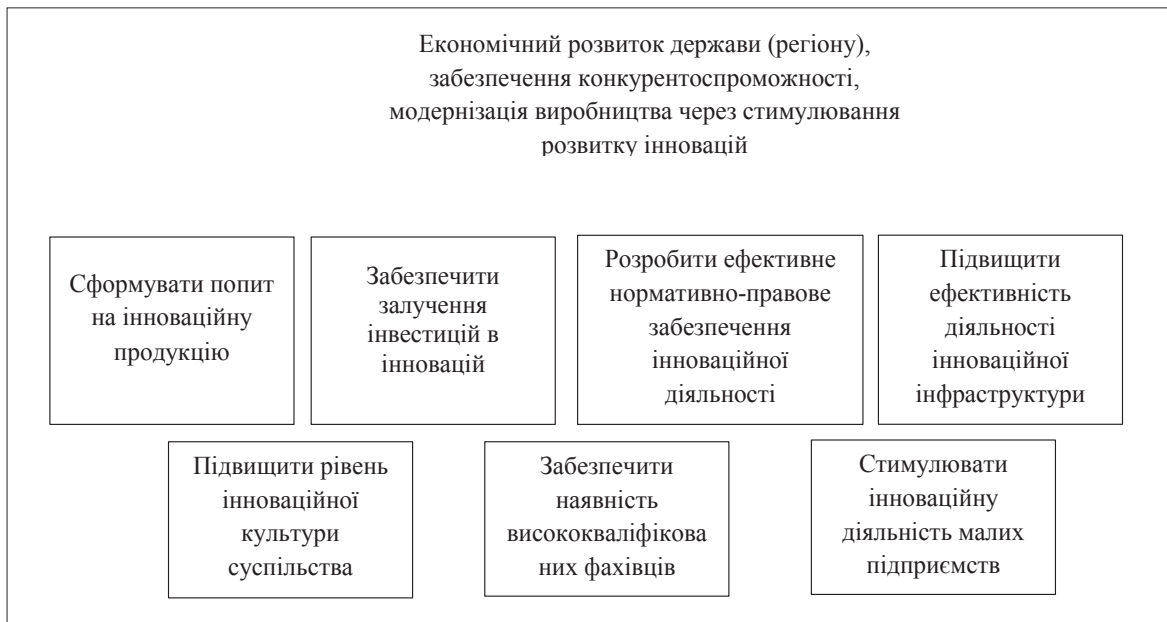 Економічний розвиток держави (регіону),
забезпечення конкурентоспроможності,
модернізація виробництва через стимулювання
розвитку інновацій
Сформувати попит
на інноваційну
продукцію
Забезпечити
залучення
інвестицій в
інновацій
Розробити ефективне
нормативно-правове
забезпечення
інноваційної
діяльності
Підвищити
ефективність
діяльності
інноваційної
інфраструктури
Підвищити рівень
інноваційної
культури
суспільства
Забезпечити
наявність
висококваліфікова
них фахівців
Стимулювати
інноваційну
діяльність малих
підприємств